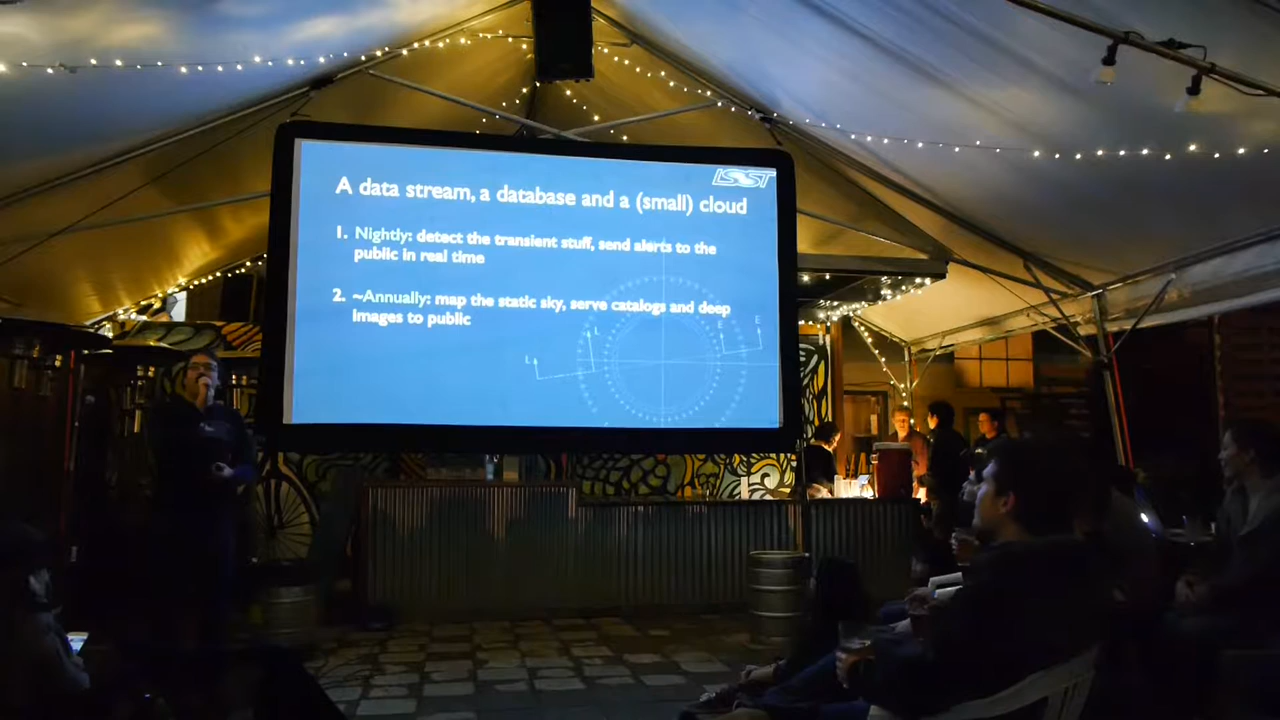 LSST
A data stream, a database and a (small) cloud
1. Nightly: detect the transient stuff, send alerts to the
public in real time
2. ~Annually: map the static sky, serve catalogs and deep
images to public
L
L
E
E